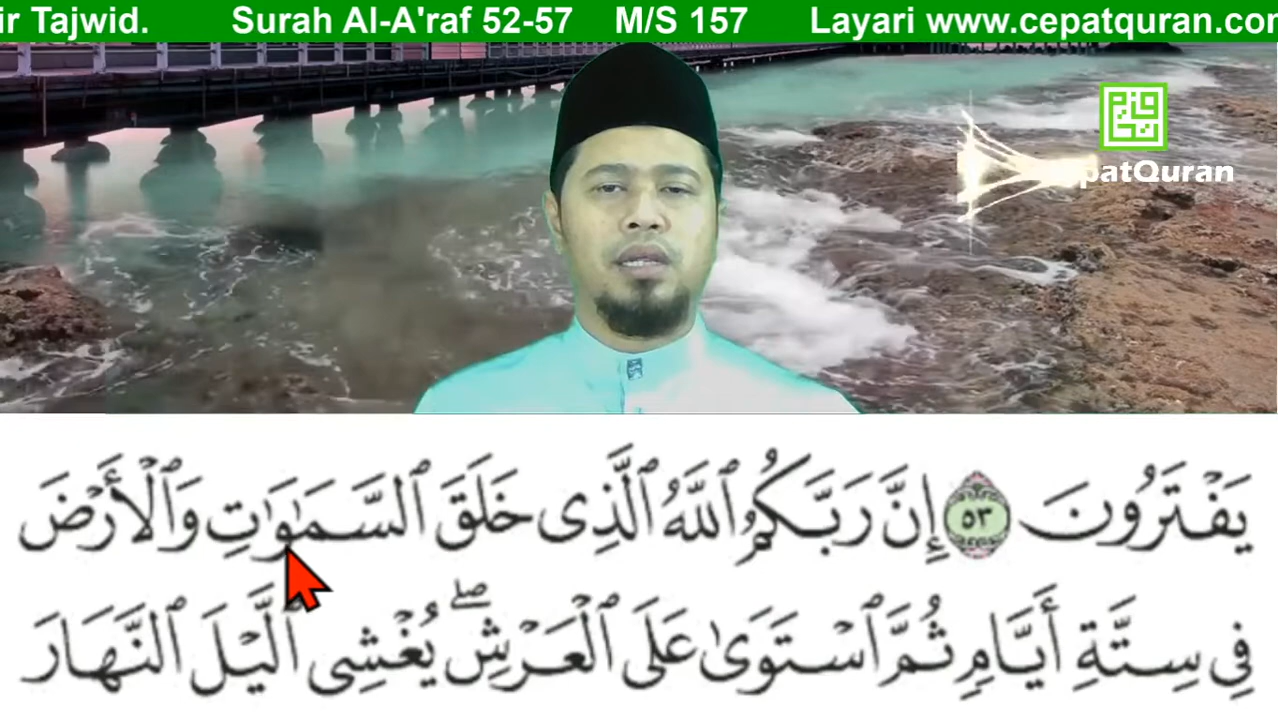 ir Tajwid. Surah Al-A'raf 52-57 M/S 157 Layari www.cepatquran.com
patQuran
يَفْتَرُونَ ٥٣ إِنَّ رَبَّكُمُ ٱللَّهُ ٱلَّذِى خَلَقَ ٱلسَّمَٰوَٰتِ وَٱلْأَرْضَ
فِى سِتَّةِ أَيَّامٍ ثُمَّ ٱسْتَوَىٰ عَلَى ٱلْعَرْشِ ۖ يُغْشِى ٱلَّيْلَ ٱلنَّهَارَ